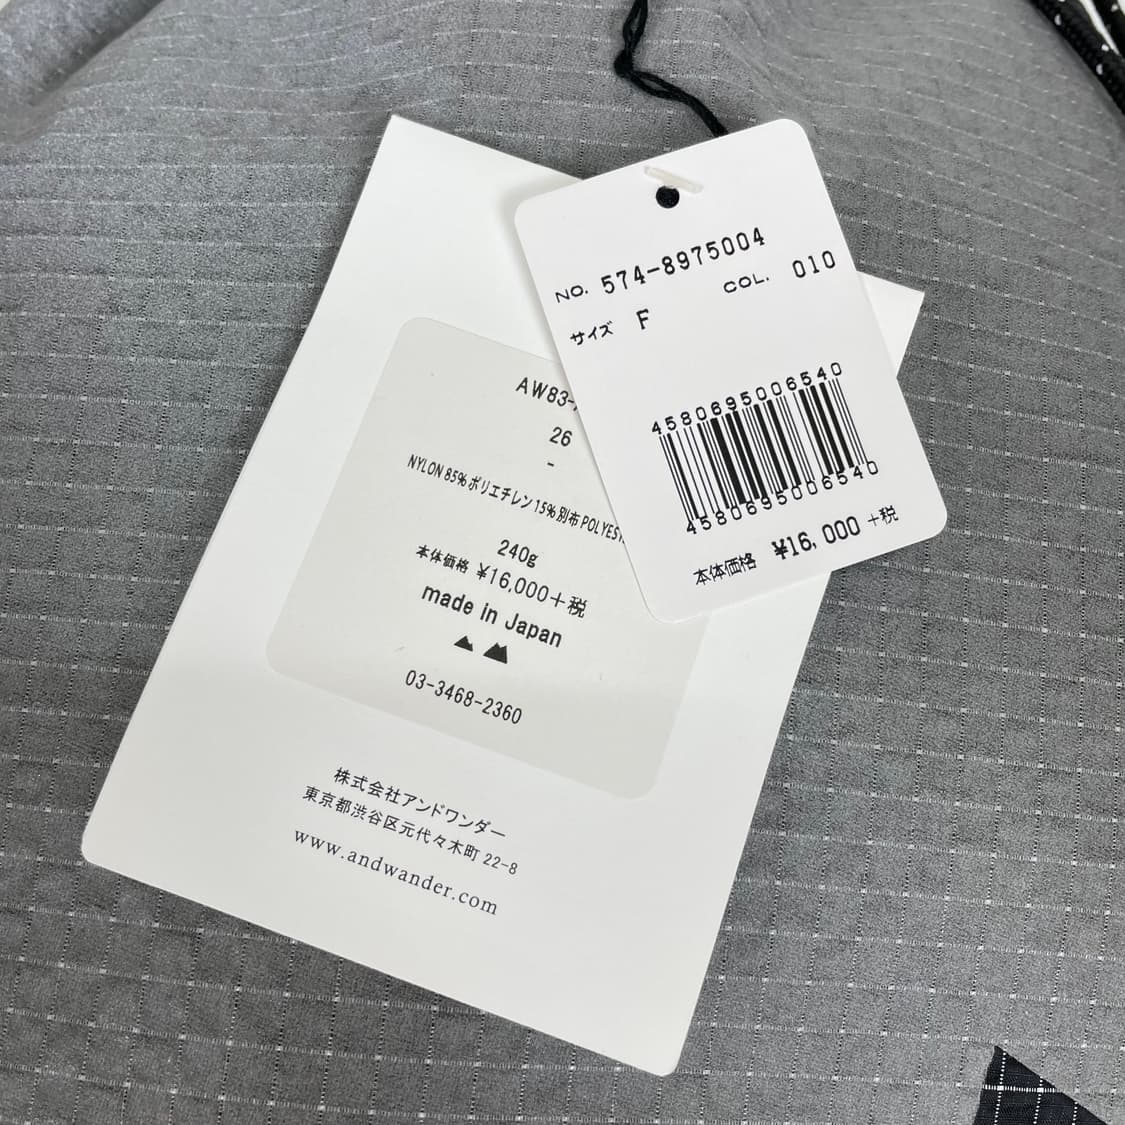 NO. 574-8975004
COL. 010
サイズ F
4580695006540
4580695006540
本体価格 ¥16,000 +税
AW83-
26
-
NYLON 85% ポリエチレン 15% 別布 POLYES
240g
本体価格 ¥16,000+税
made in Japan
03-3468-2360
株式会社アンドワンダー
東京都渋谷区元代々木町 22-8
www.andwander.com